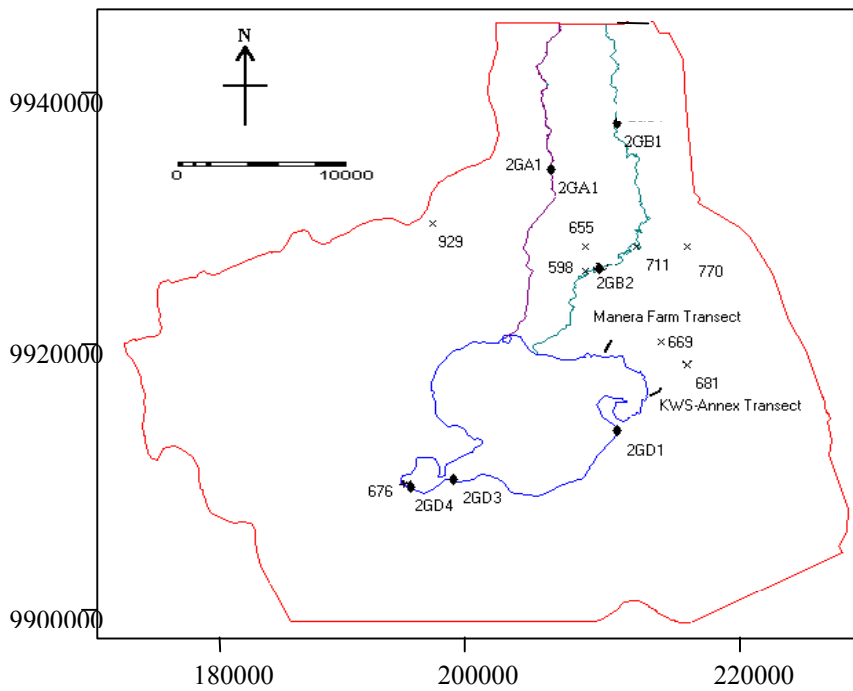 N
9940000
0
10000
2GB1
2GA1
2GA1
929
655
598
2GB2
711
770
Manera Farm Transect
9920000
669
681
KWS-Annex Transect
2GD1
676
2GD4
2GD3
9900000
180000
200000
220000